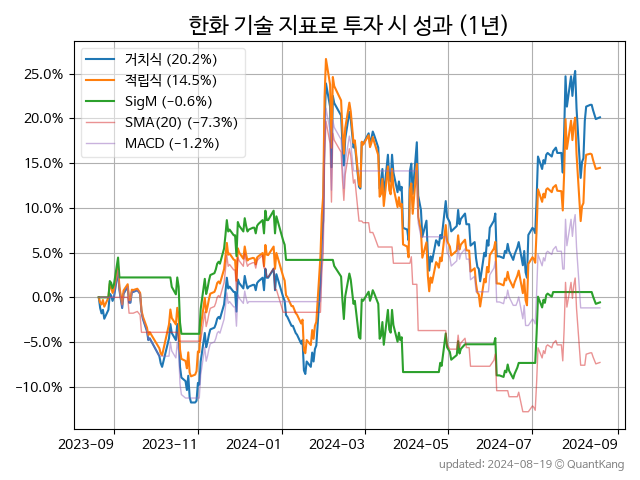 한화 기술 지표로 투자 시 성과 (1년)
거치식 (20.2%)
적립식 (14.5%)
SigM (−0.6%)
SMA(20) (−7.3%)
MACD (−1.2%)
25.0%
20.0%
15.0%
10.0%
5.0%
0.0%
−5.0%
−10.0%
2023-09 2023-11 2024-01 2024-03 2024-05 2024-07 2024-09
updated: 2024-08-19 © QuantKang